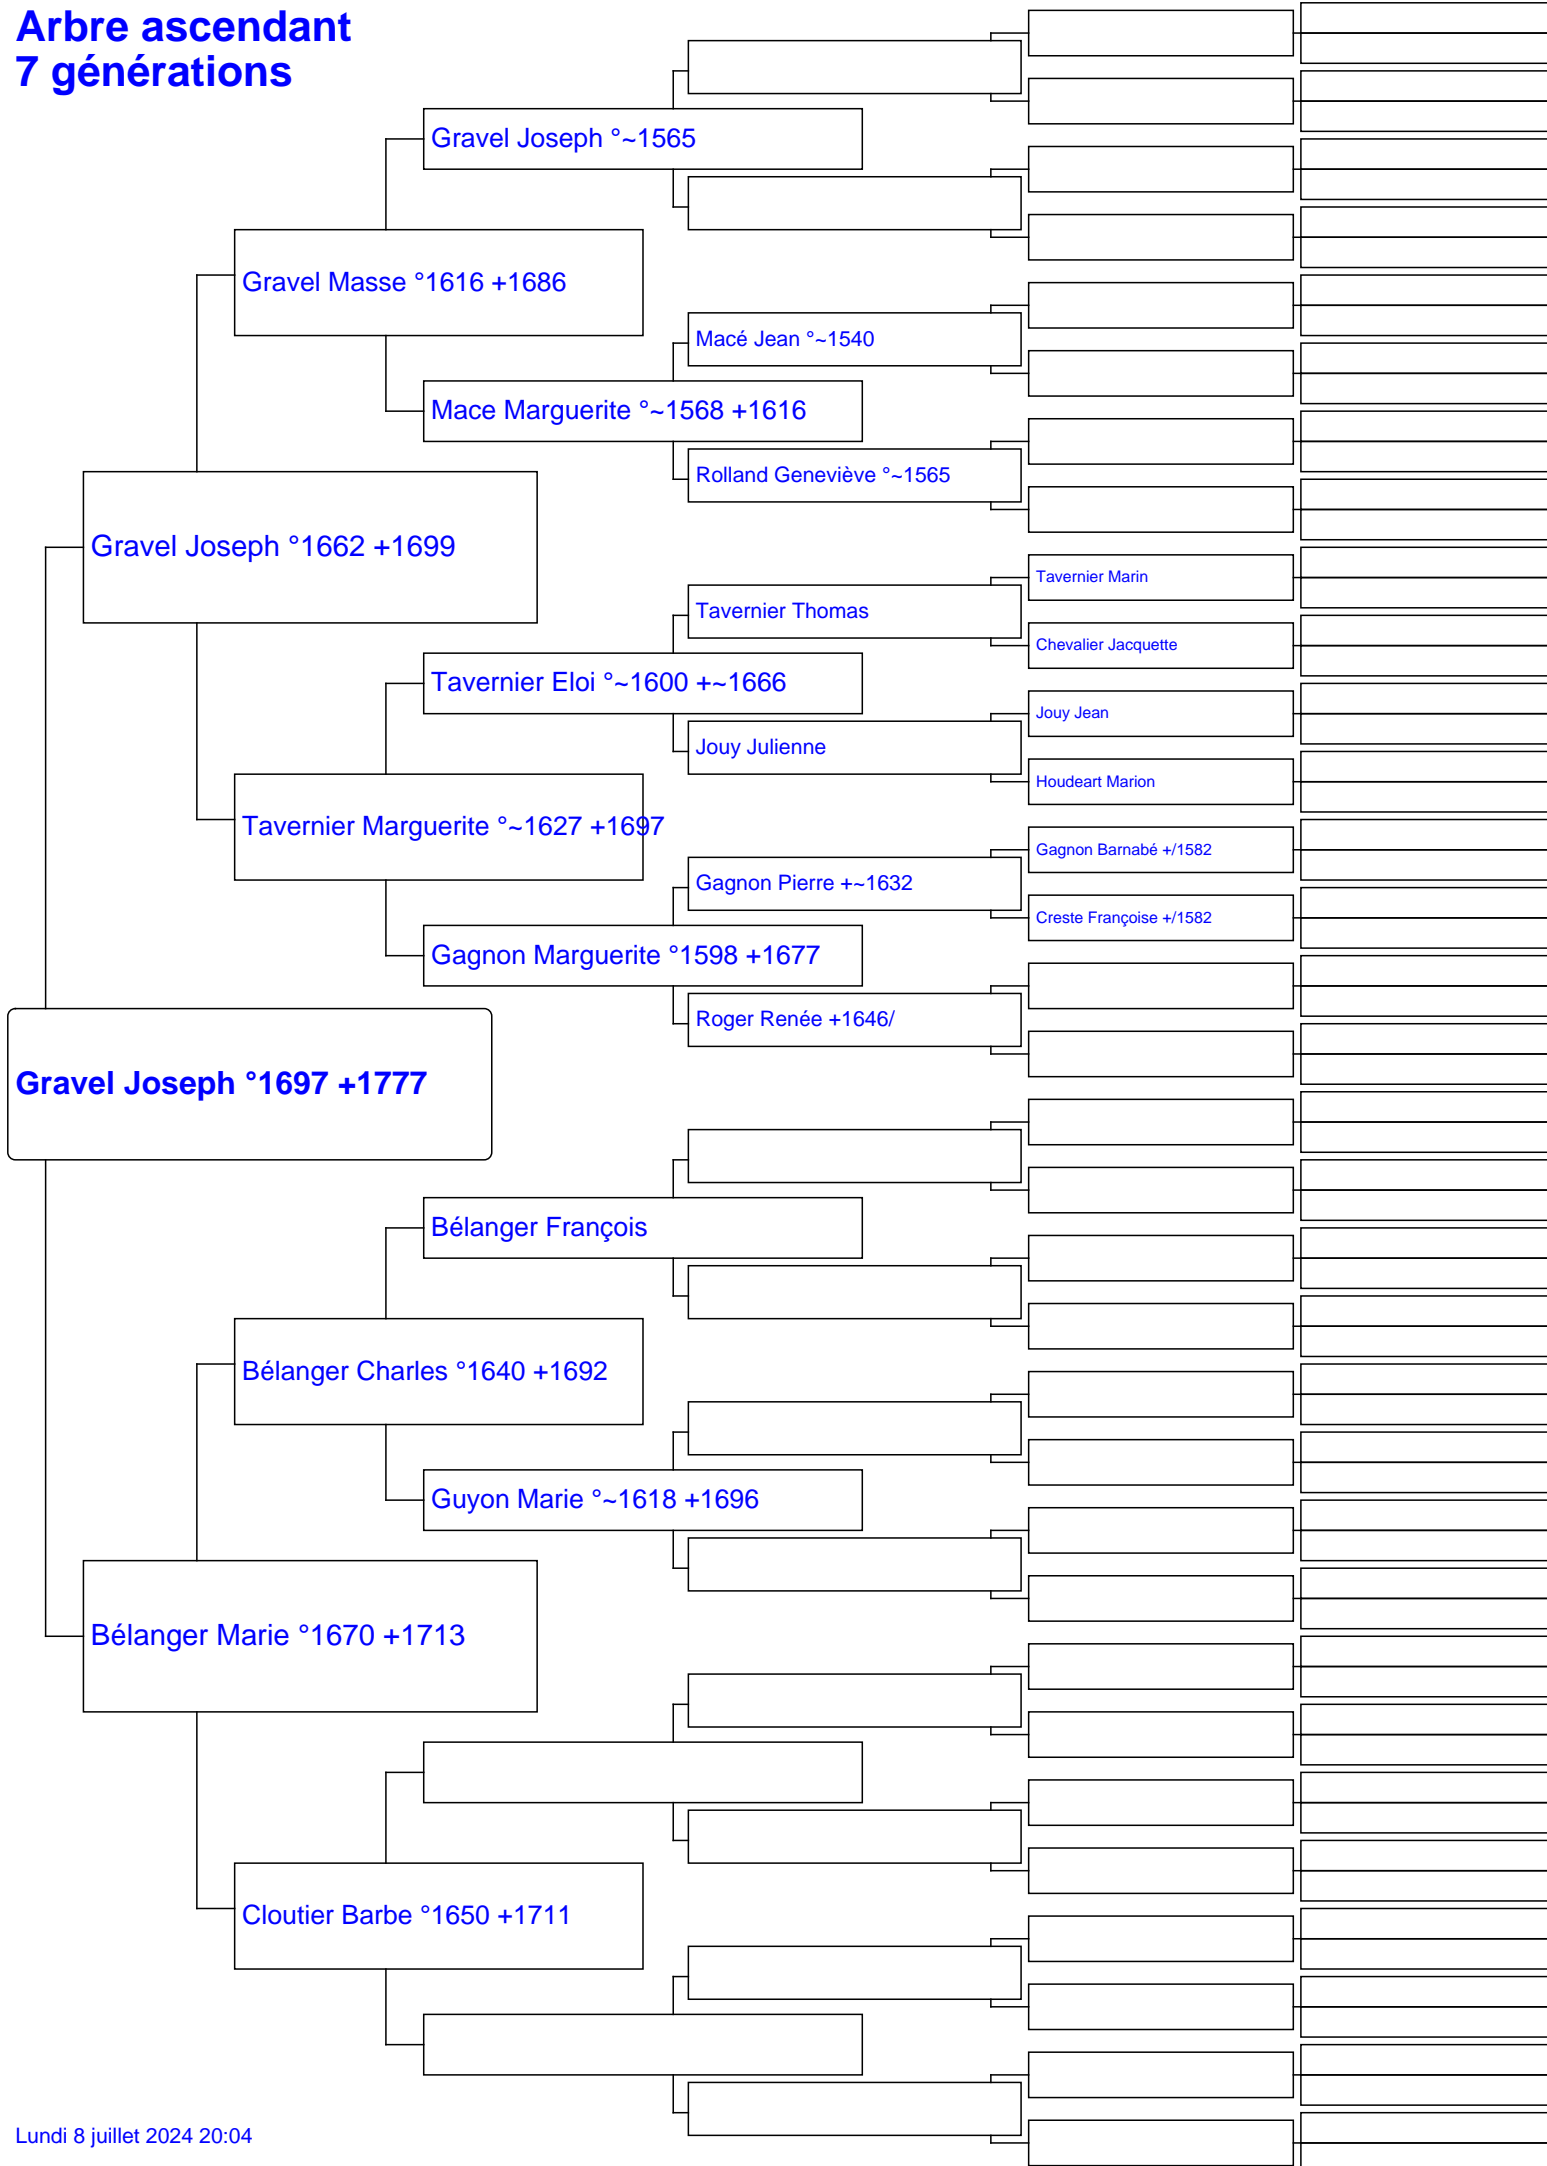 Arbre ascendant
7 générations
Gravel Joseph °~1565
Gravel Masse °1616 +1686
Macé Jean °~1540
Mace Marguerite °~1568 +1616
Rolland Geneviève °~1565
Gravel Joseph °1662 +1699
Tavernier Marin
Tavernier Thomas
Chevalier Jacquette
Tavernier Eloi °~1600 +~1666
Jouy Jean
Jouy Julienne
Houdeart Marion
Tavernier Marguerite °~1627 +1697
Gagnon Barnabé +/1582
Gagnon Pierre +~1632
Creste Françoise +/1582
Gagnon Marguerite °1598 +1677
Roger Renée +1646/
Gravel Joseph °1697 +1777
Bélanger François
Bélanger Charles °1640 +1692
Guyon Marie °~1618 +1696
Bélanger Marie °1670 +1713
Cloutier Barbe °1650 +1711
Lundi 8 juillet 2024 20:04